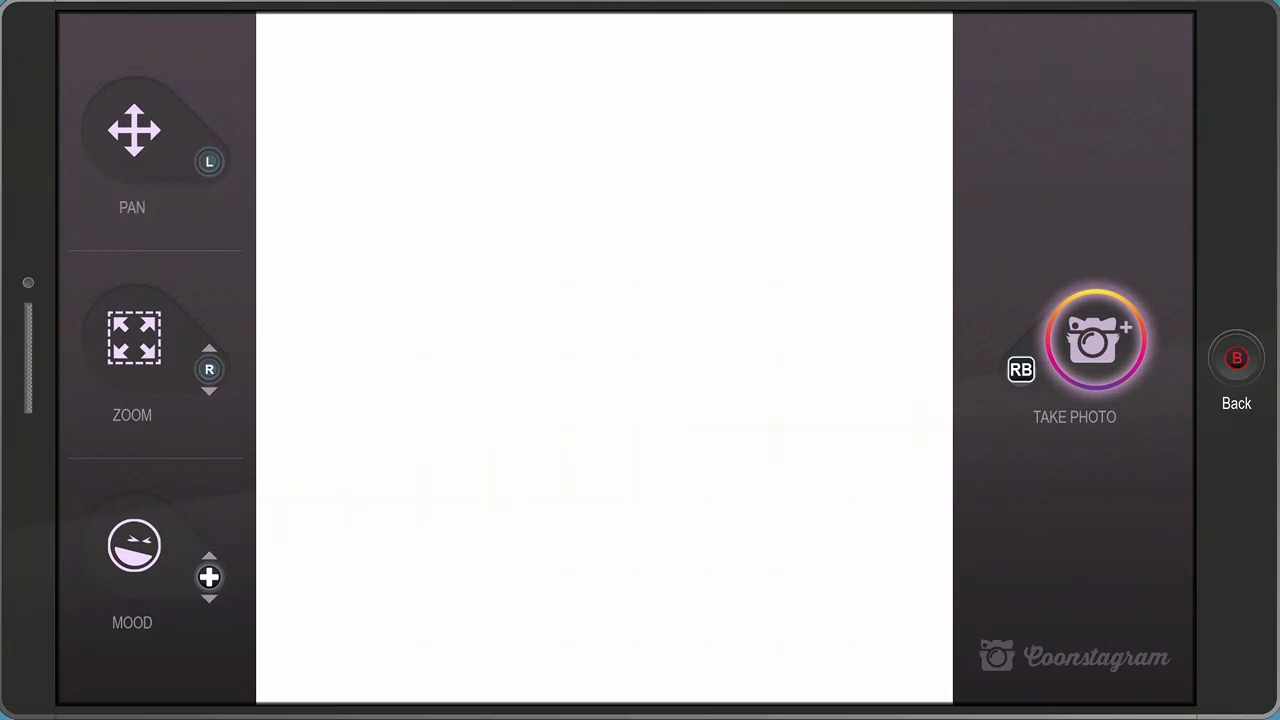 L
PAN
R
ZOOM
MOOD
RB
TAKE PHOTO
B
Back
Coonstagram